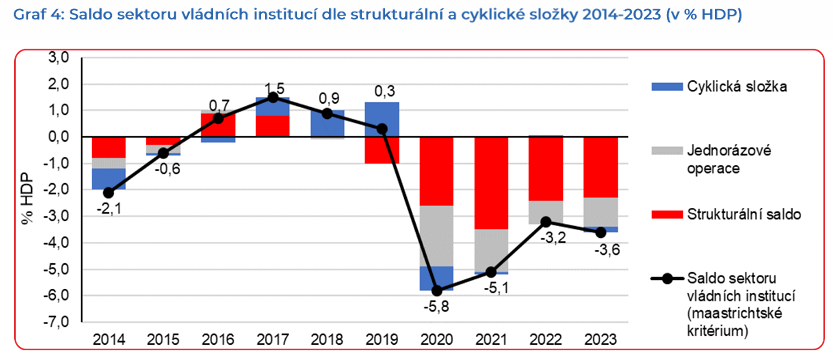 Graf 4: Saldo sektoru vládních institucí dle strukturální a cyklické složky 2014-2023 (v % HDP)
3,0
2,0
1,0
0,0
-1,0
-2,0
-3,0
-4,0
-5,0
-6,0
-7,0
% HDP
-2,1
-0,6
0,7
1,5
0,9
0,3
-5,8
-5,1
-3,2
-3,6
2014 2015 2016 2017 2018 2019 2020 2021 2022 2023
Cyklická složka
Jednorázové
operace
Strukturální saldo
Saldo sektoru
vládních institucí
(maastrichtské
kritérium)